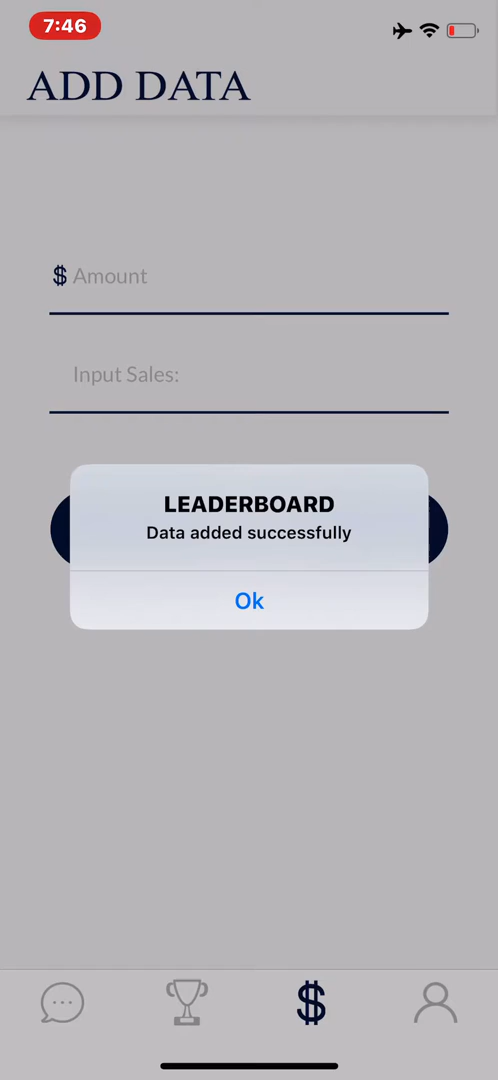 7:46
ADD DATA
$ Amount
Input Sales:
LEADERBOARD
Data added successfully
Ok
$